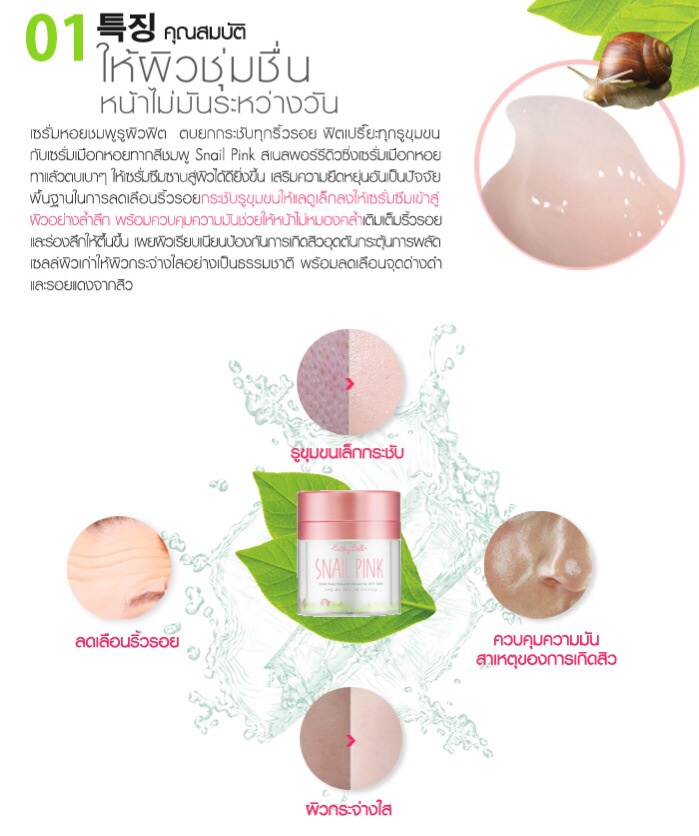 01 특징 คุณสมบัติ
ให้ผิวชุ่มชื่น
หน้าไม่มันระหว่างวัน
เซรั่มหอยชมพูรูผิวฟิต ตบยกกระชับทุกริ้วรอย ฟิตเปรี๊ยะทุกรูขุมขน
กับเซรั่มเมือกหอยทากสีชมพู Snail Pink สเนลพอร์รีดิวซิ่งเซรั่มเมือกหอย
ทาแล้วตบเบาๆ ให้เซรั่มซึมซาบสู่ผิวได้ดียิ่งขึ้น เสริมความยืดหยุ่นอันเป็นปัจจัย
พื้นฐานในการลดเลือนริ้วรอยกระชับรูขุมขนให้แลดูเล็กลงให้เซรั่มซึมเข้าสู่
ผิวอย่างล้ำลึก พร้อมควบคุมความมันช่วยให้หน้าไม่หมองคล้ำเติมเต็มริ้วรอย
และร่องลึกให้ตื้นขึ้น เผยผิวเรียบเนียนป้องกันการเกิดสิวอุดตันกระตุ้นการผลัด
เซลล์ผิวเก่าให้ผิวกระจ่างใสอย่างเป็นธรรมชาติ พร้อมลดเลือนจุดด่างดำ
และรอยแดงจากสิว
รูขุมขนเล็กกระชับ
Cathy Doll
SNAIL PINK
ลดเลือนริ้วรอย
ควบคุมความมัน
สาเหตุของการเกิดสิว
ผิวกระจ่างใส